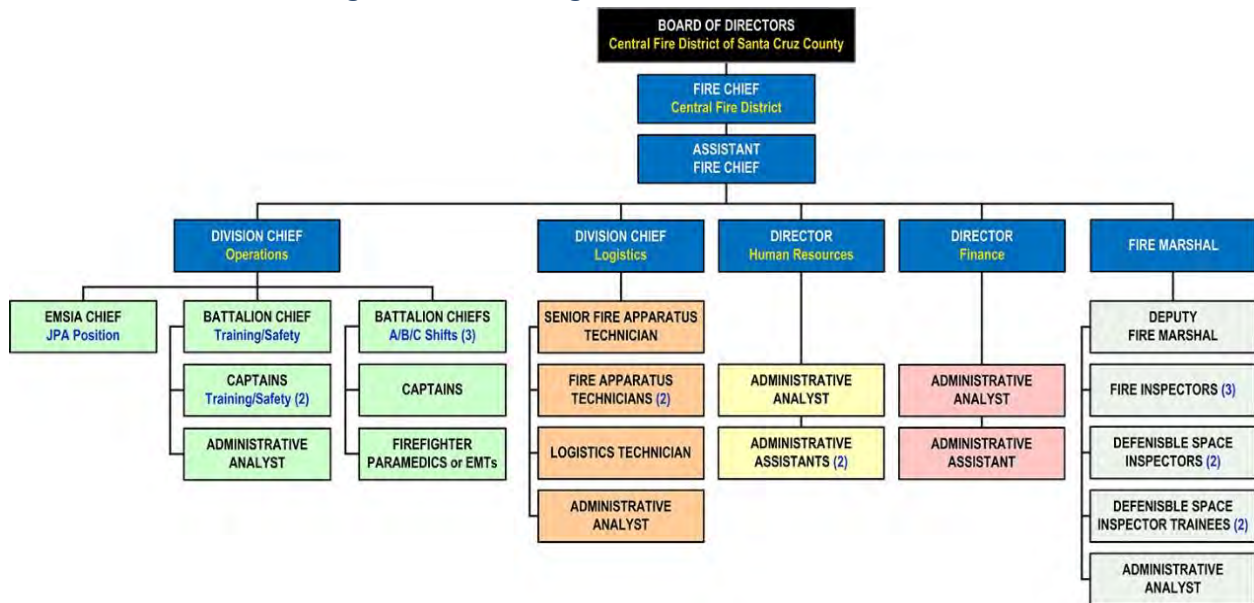 BOARD OF DIRECTORS
Central Fire District of Santa Cruz County
FIRE CHIEF
Central Fire District
ASSISTANT
FIRE CHIEF
DIVISION CHIEF
Operations
DIVISION CHIEF
Logistics
DIRECTOR
Human Resources
DIRECTOR
Finance
FIRE MARSHAL
EMSIA CHIEF
JPA Position
BATTALION CHIEF
Training/Safety
CAPTAINS
Training/Safety (2)
ADMINISTRATIVE
ANALYST
BATTALION CHIEFS
A/B/C Shifts (3)
CAPTAINS
FIREFIGHTER
PARAMEDICS or EMTs
SENIOR FIRE APPARATUS
TECHNICIAN
FIRE APPARATUS
TECHNICIANS (2)
LOGISTICS TECHNICIAN
ADMINISTRATIVE
ANALYST
ADMINISTRATIVE
ANALYST
ADMINISTRATIVE
ASSISTANTS (2)
ADMINISTRATIVE
ANALYST
ADMINISTRATIVE
ASSISTANT
DEPUTY
FIRE MARSHAL
FIRE INSPECTORS (3)
DEFENISBLE SPACE
INSPECTORS (2)
DEFENISBLE SPACE
INSPECTOR TRAINEES (2)
ADMINISTRATIVE
ANALYST